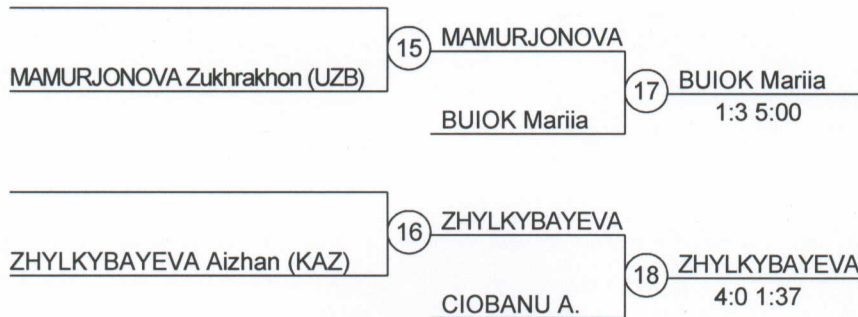 15
MAMURJONOVA
MAMURJONOVA Zukhrakhon (UZB)
17
BUIOK Mariia
1:3 5:00
BUIOK Mariia
16
ZHYLKYBAYEVA
ZHYLKYBAYEVA Aizhan (KAZ)
18
ZHYLKYBAYEVA
4:0 1:37
CIOBANU A.